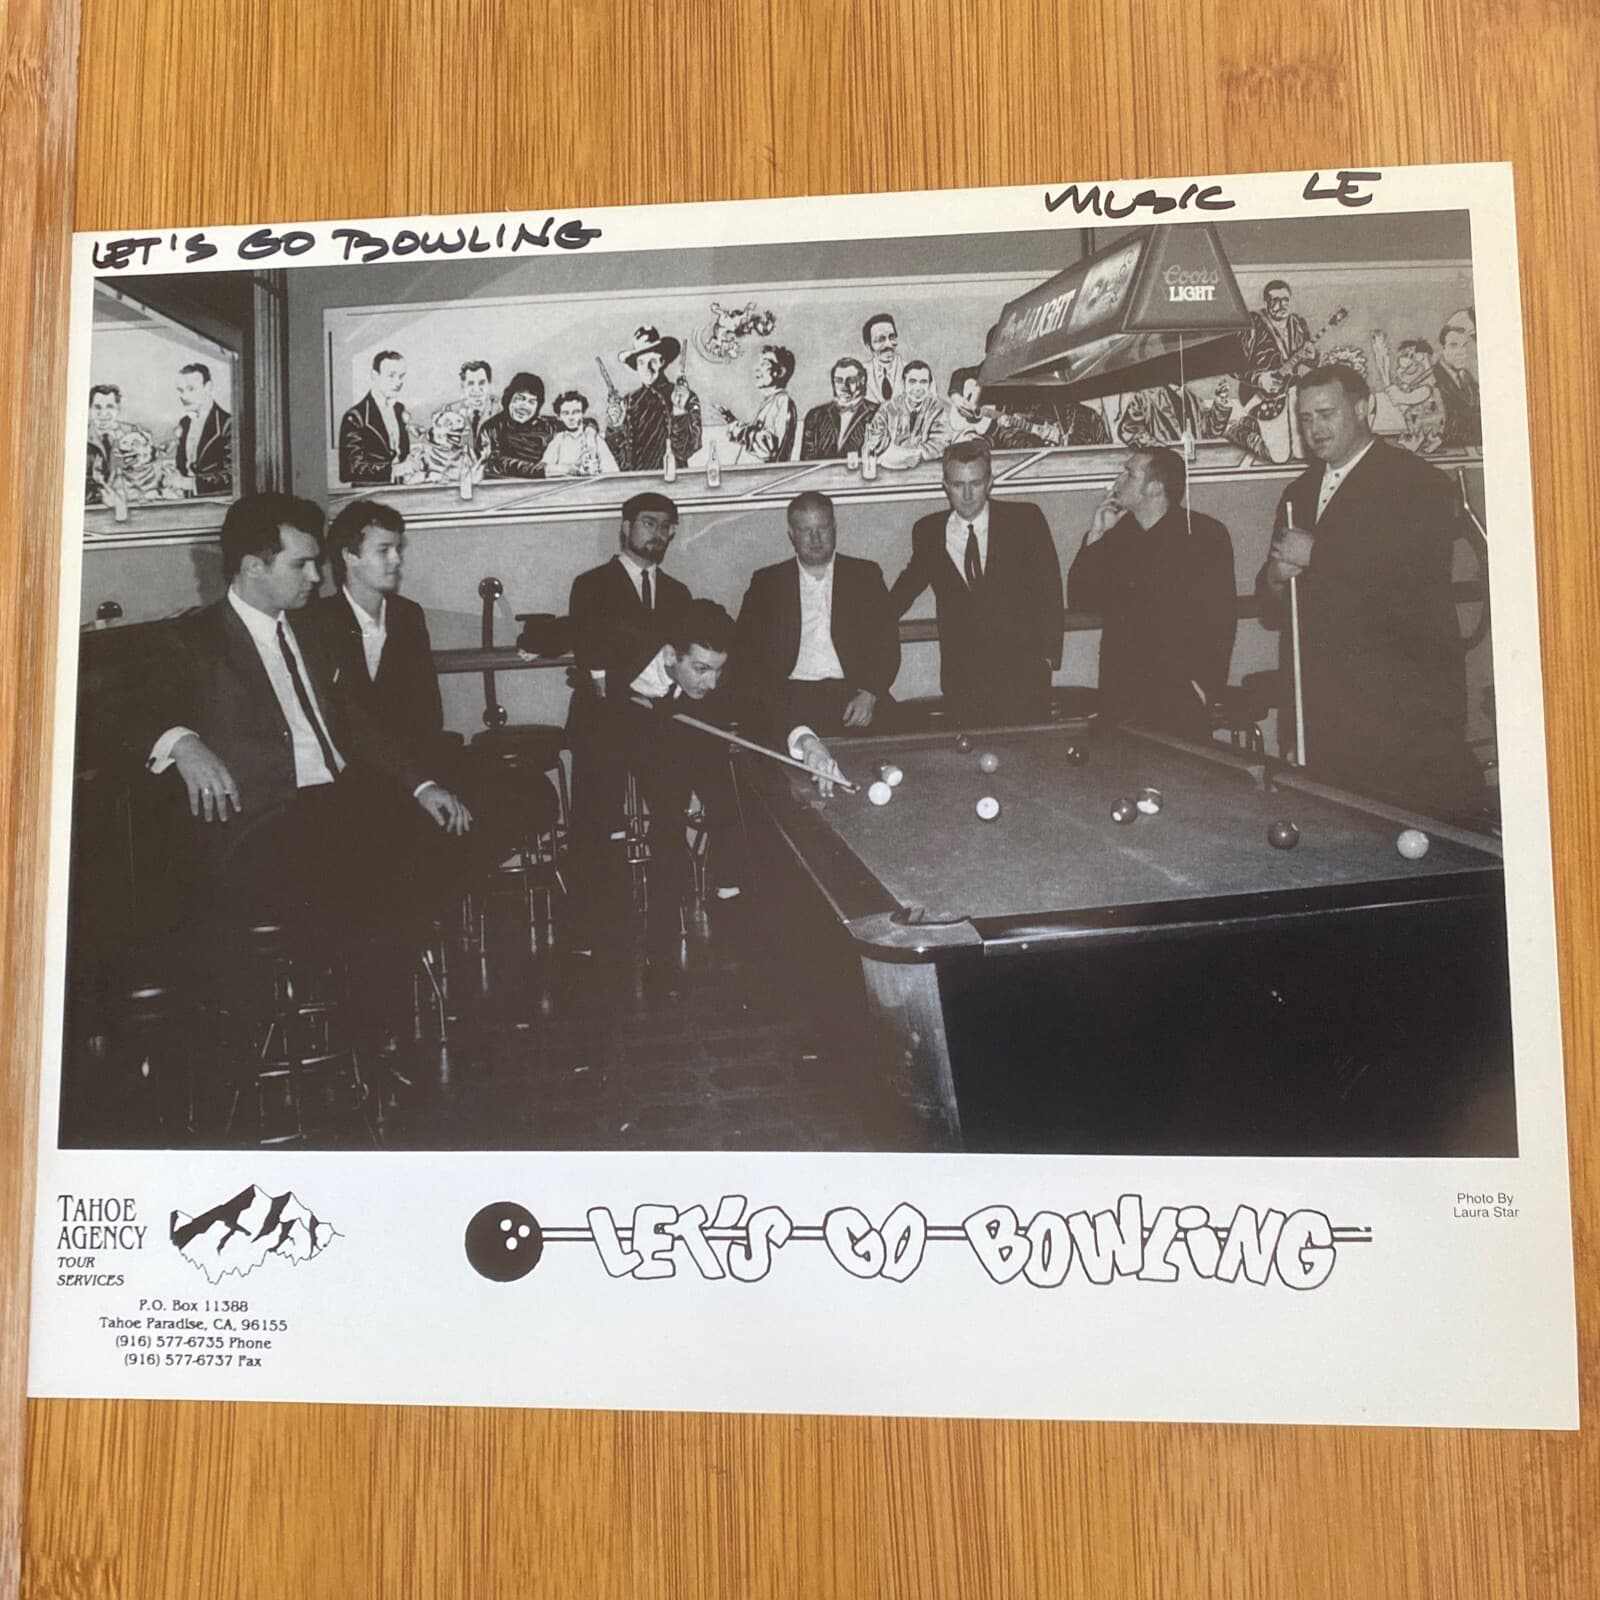 LET'S GO BOWLING
MUSIC LE
Coors
LIGHT
LIGHT
TAHOE
AGENCY
TOUR
SERVICES
P.O. Box 11388
Tahoe Paradise, CA, 96155
(916) 577-6735 Phone
(916) 577-6737 Fax
LET'S GO BOWLING
Photo By
Laura Star